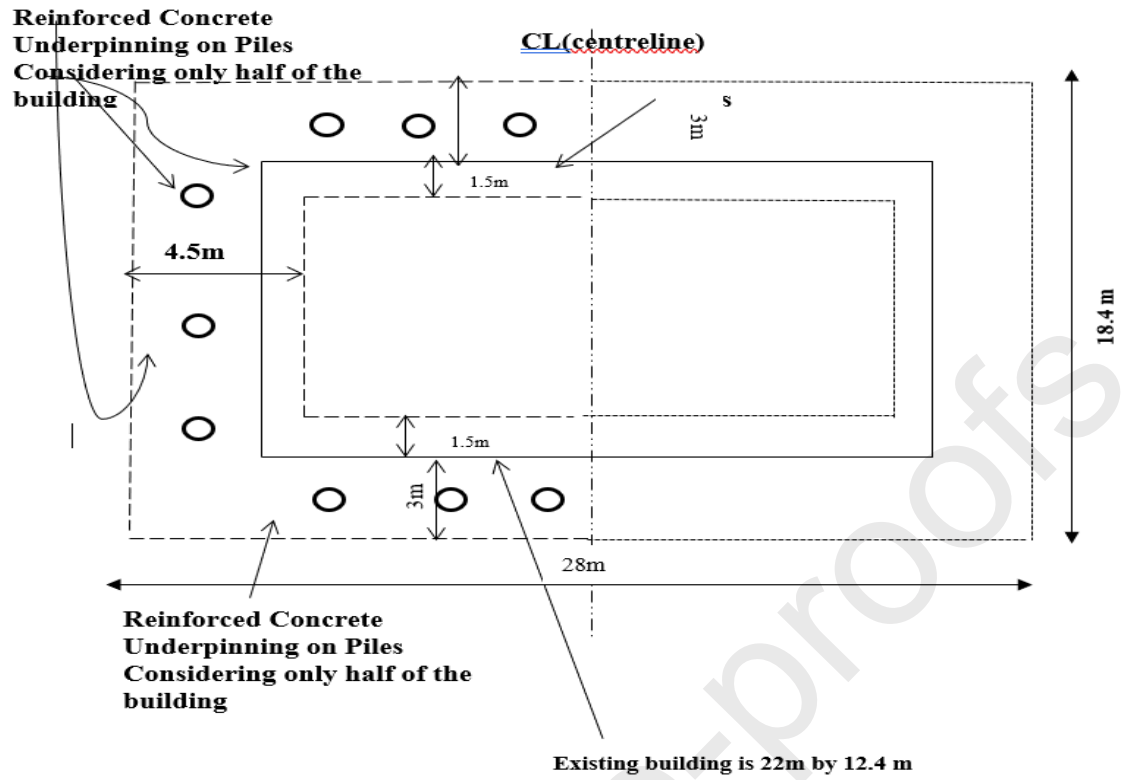 Reinforced Concrete
Underpinning on Piles
Considering only half of the
building
CL(centreline)
s
3m
1.5m
4.5m
18.4 m
1.5m
3m
28m
Reinforced Concrete
Underpinning on Piles
Considering only half of the
building
Existing building is 22m by 12.4 m
-proofs